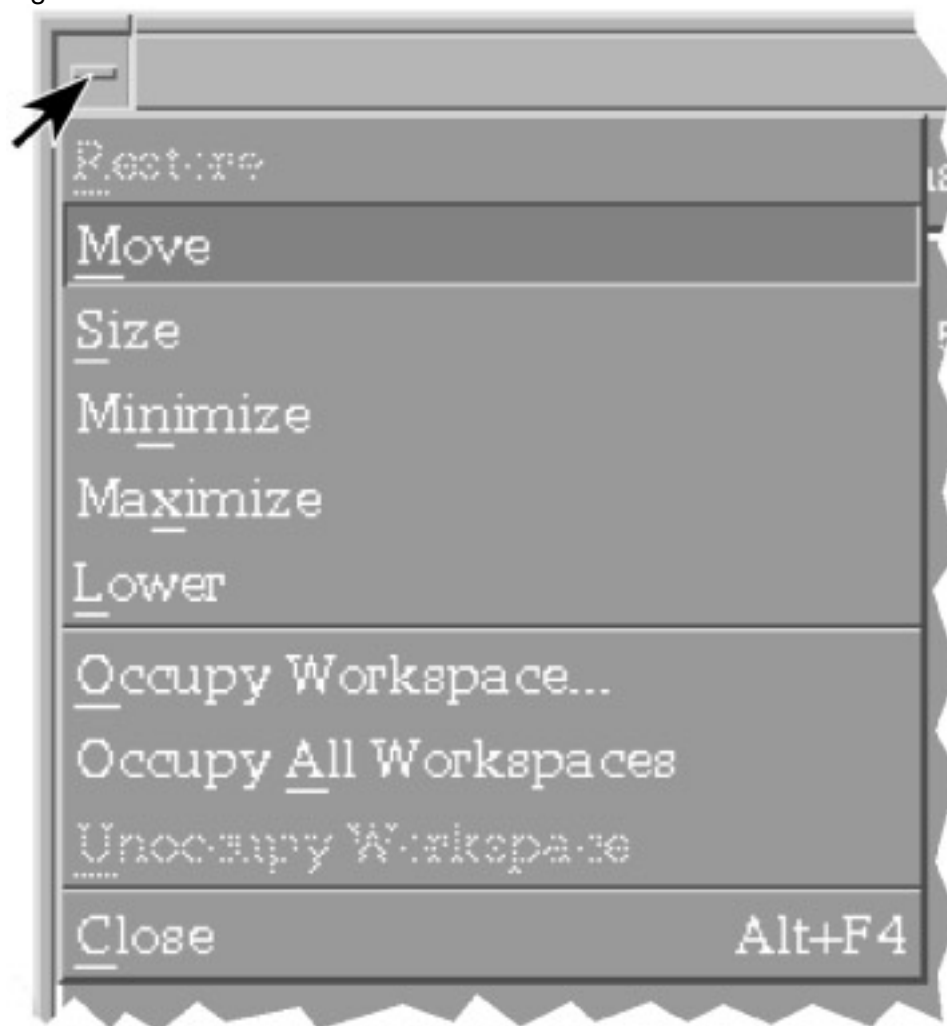 Restore
Move
Size
Minimize
Maximize
Lower
Occupy Workspace...
Occupy All Workspaces
Unoccupy Workspace
Close Alt+F4